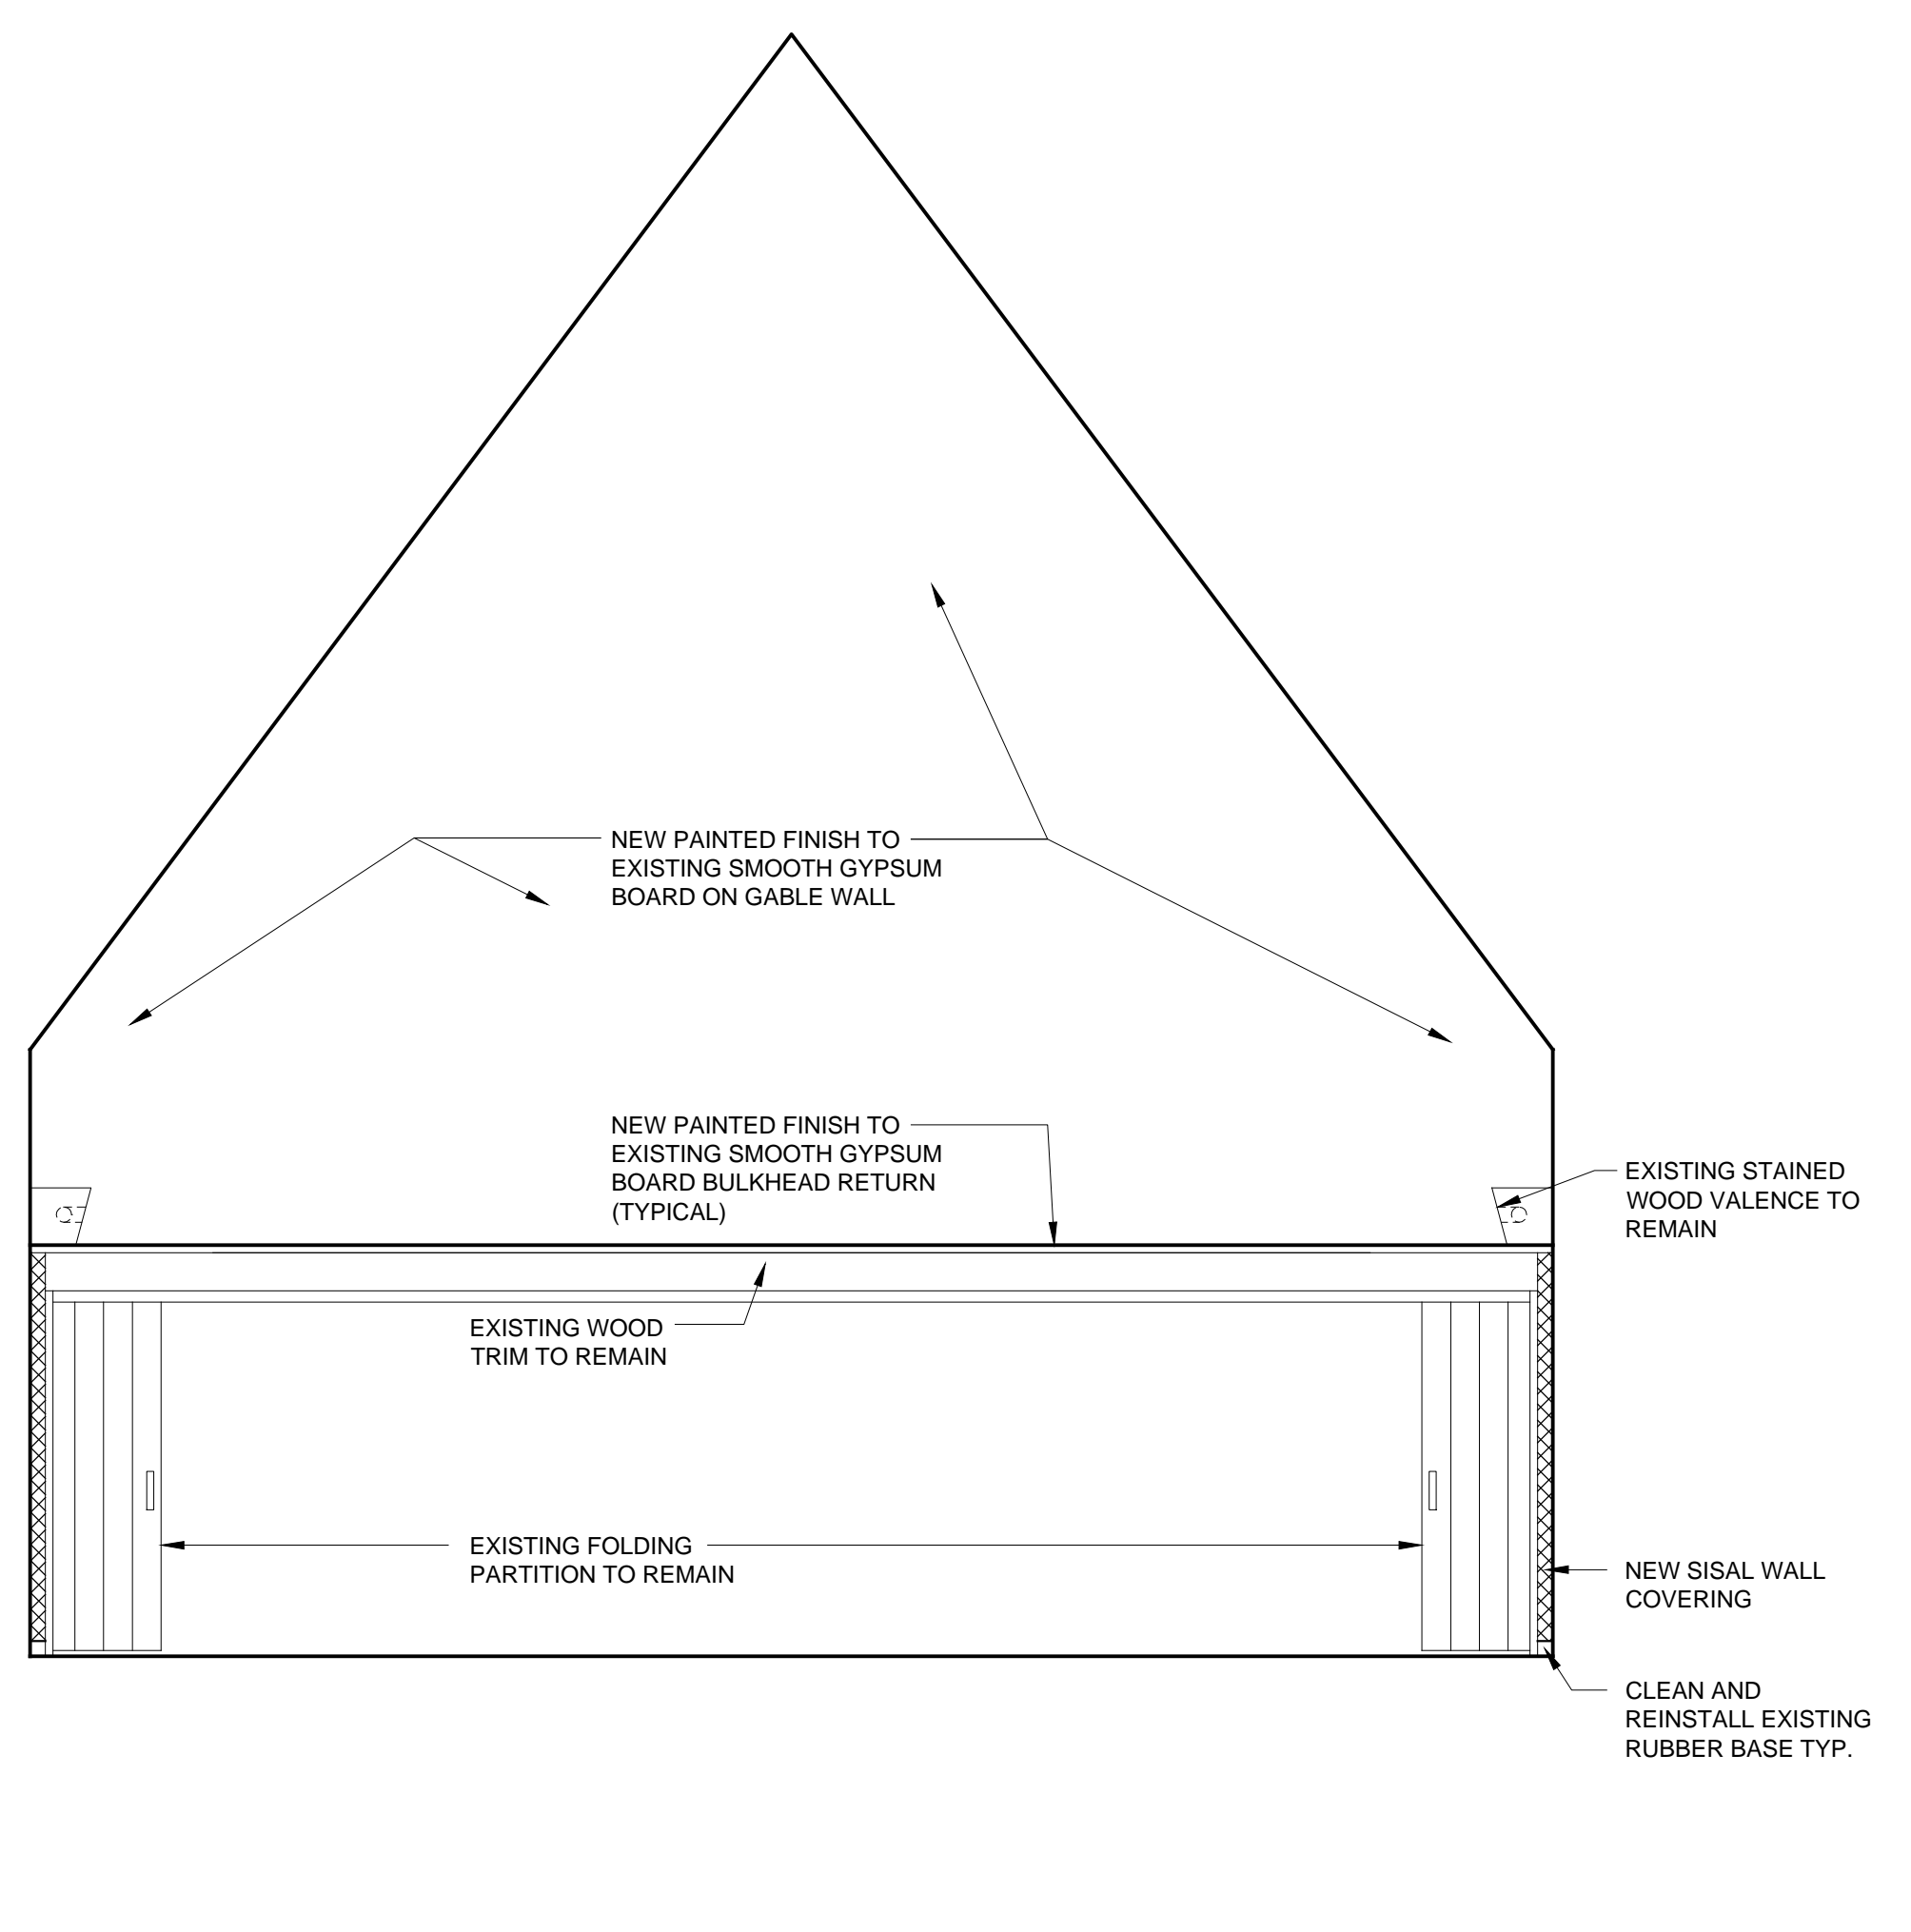 NEW PAINTED FINISH TO
EXISTING SMOOTH GYPSUM
BOARD ON GABLE WALL
NEW PAINTED FINISH TO
EXISTING SMOOTH GYPSUM
BOARD BULKHEAD RETURN
(TYPICAL)
EXISTING STAINED
WOOD VALENCE TO
REMAIN
EXISTING WOOD
TRIM TO REMAIN
EXISTING FOLDING
PARTITION TO REMAIN
NEW SISAL WALL
COVERING
CLEAN AND
REINSTALL EXISTING
RUBBER BASE TYP.